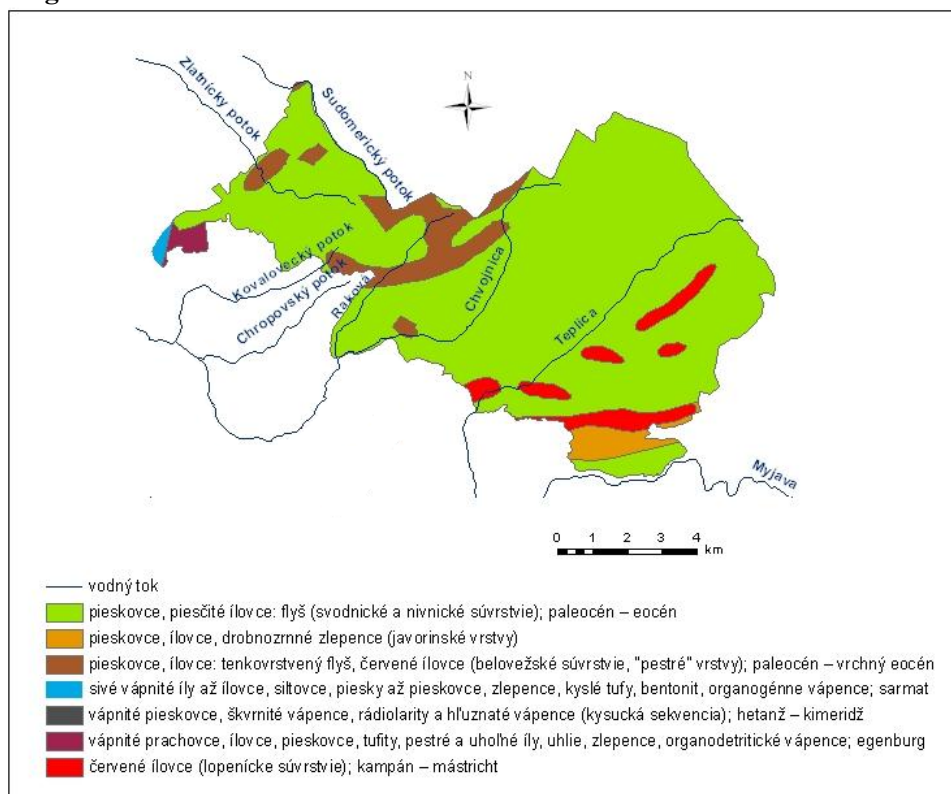 Zlatnícky potok
Sudomerický potok
N
Kovalovecký potok
Chropovský potok
Rakova
Chvojnica
Teplica
Myjava
0 1 2 3 4
km
vodný tok
pieskovce, piesčité ílovce: flyš (svodnické a nivnické súvrstvie); paleocén – eocén
pieskovce, ílovce, drobnozrnné zlepence (javorinské vrstvy)
pieskovce, ílovce: tenkovrstvený flyš, červené ílovce (belovežské súvrstvie, "pestré" vrstvy); paleocén – vrchný eocén
sivé vápnité íly až ílovce, siltovce, piesky až pieskovce, zlepence, kyslé tufy, bentonit, organogénne vápence; sarmat
vápnité pieskovce, škvrnité vápence, rádiolarity a hľuznaté vápence (kysucká sekvencia); hetanž – kimeridž
vápnité prachovce, ílovce, pieskovce, tufity, pestré a uhoľné íly, uhlie, zlepence, organodetritické vápence; egenburg
červené ílovce (lopenícke súvrstvie); kampán – mástricht